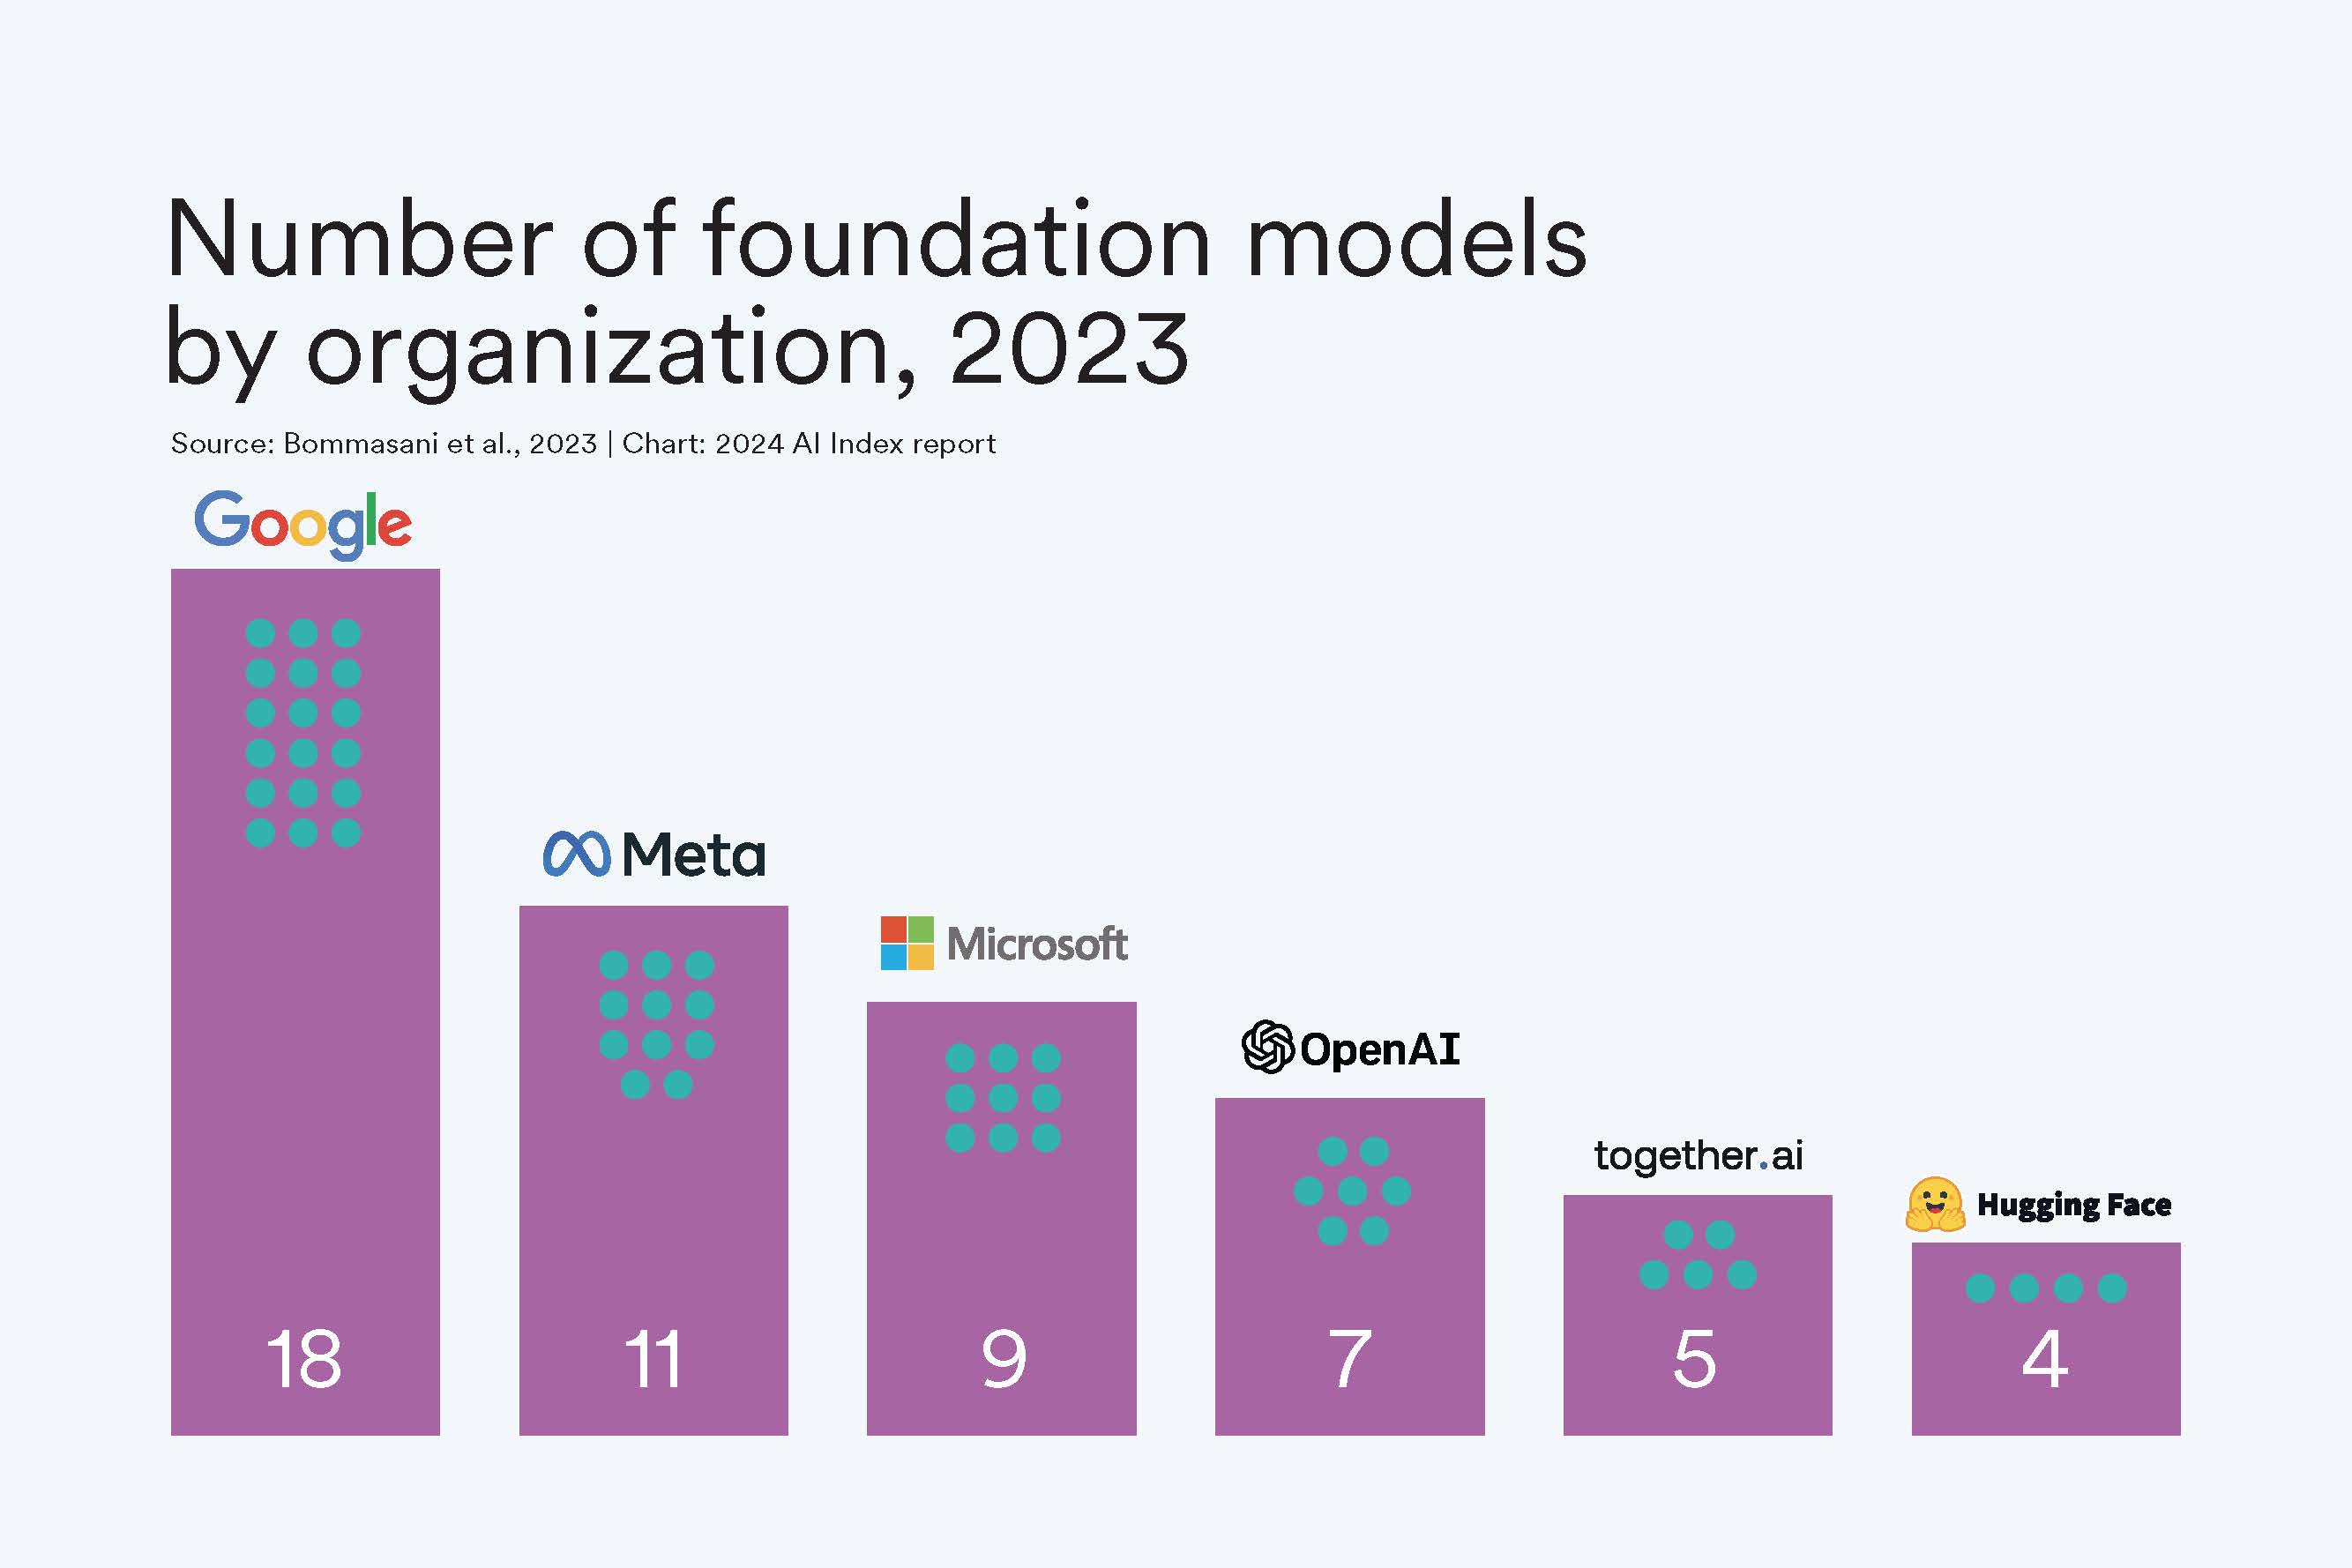 Number of foundation models
by organization, 2023
Source: Bommasani et al., 2023 | Chart: 2024 AI Index report
Google
Meta
Microsoft
OpenAI
together.ai
Hugging Face
18
11
9
7
5
4